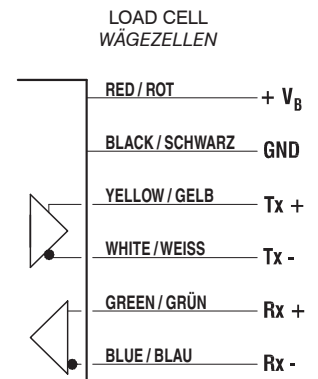 LOAD CELL
WÄGEZELLEN
RED / ROT + V_B
BLACK / SCHWARZ GND
YELLOW / GELB Tx +
WHITE / WEISS Tx -
GREEN / GRÜN Rx +
BLUE / BLAU Rx -